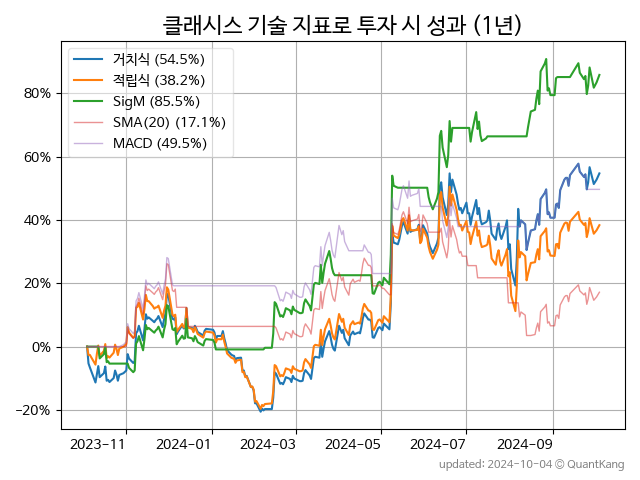 클래시스 기술 지표로 투자 시 성과 (1년)
거치식 (54.5%)
적립식 (38.2%)
SigM (85.5%)
SMA(20) (17.1%)
MACD (49.5%)
80%
60%
40%
20%
0%
−20%
2023-11 2024-01 2024-03 2024-05 2024-07 2024-09
updated: 2024-10-04 © QuantKang